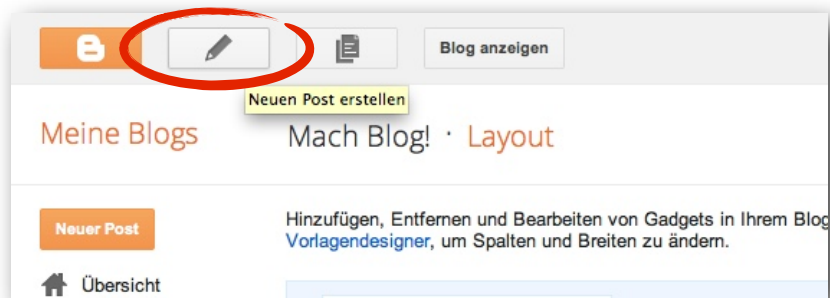 Blog anzeigen
Neuen Post erstellen
Meine Blogs
Mach Blog! · Layout
Neuer Post
Hinzufügen, Entfernen und Bearbeiten von Gadgets in Ihrem Blog
Vorlagendesigner, um Spalten und Breiten zu ändern.
Übersicht